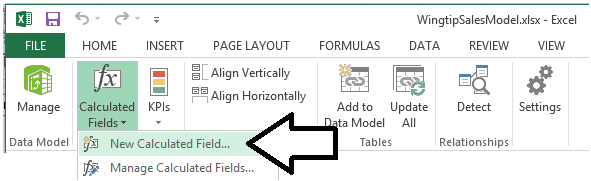 WingtipSalesModel.xlsx - Excel
FILE HOME INSERT PAGE LAYOUT FORMULAS DATA REVIEW VIEW
Manage
Calculated Fields
KPIs
Align Vertically
Align Horizontally
Add to Data Model
Update All
Detect
Settings
Data Model
Tables
Relationships
New Calculated Field...
Manage Calculated Fields...